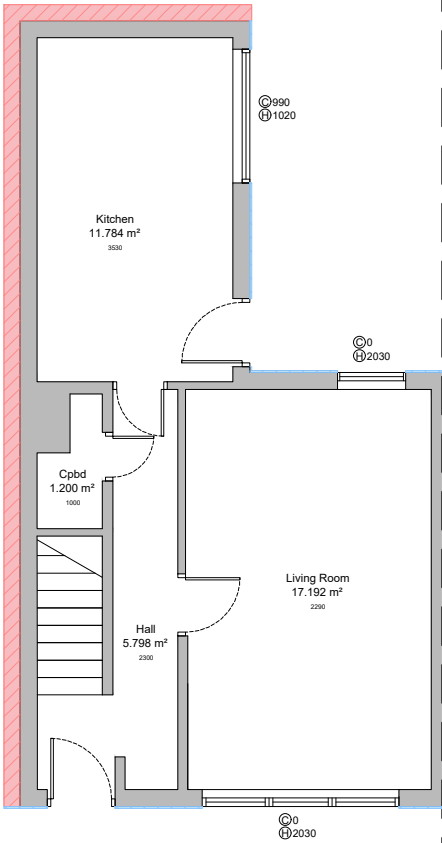 Ⓒ990
Ⓗ1020
Kitchen
11.784 m²
3530
Ⓒ0
Ⓗ2030
Cpbd
1.200 m²
1000
Living Room
17.192 m²
2290
Hall
5.798 m²
2300
Ⓒ0
Ⓗ2030